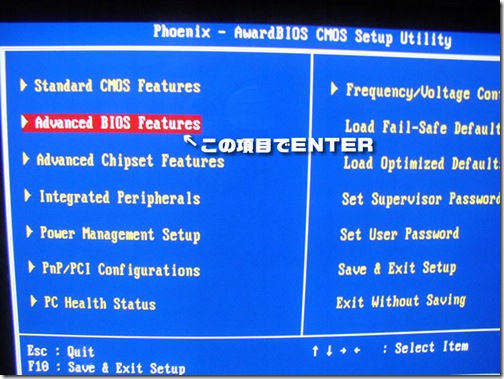 Phoenix - AwardBIOS CMOS Setup Utility
Standard CMOS Features
Advanced BIOS Features
この項目でENTER
Advanced Chipset Features
Integrated Peripherals
Power Management Setup
PnP/PCI Configurations
PC Health Status
Frequency/Voltage Con
Load Fail-Safe Default
Load Optimized Default
Set Supervisor Password
Set User Password
Save & Exit Setup
Exit Without Saving
Esc : Quit
F10 : Save & Exit Setup
↑ ↓ → ← : Select Item